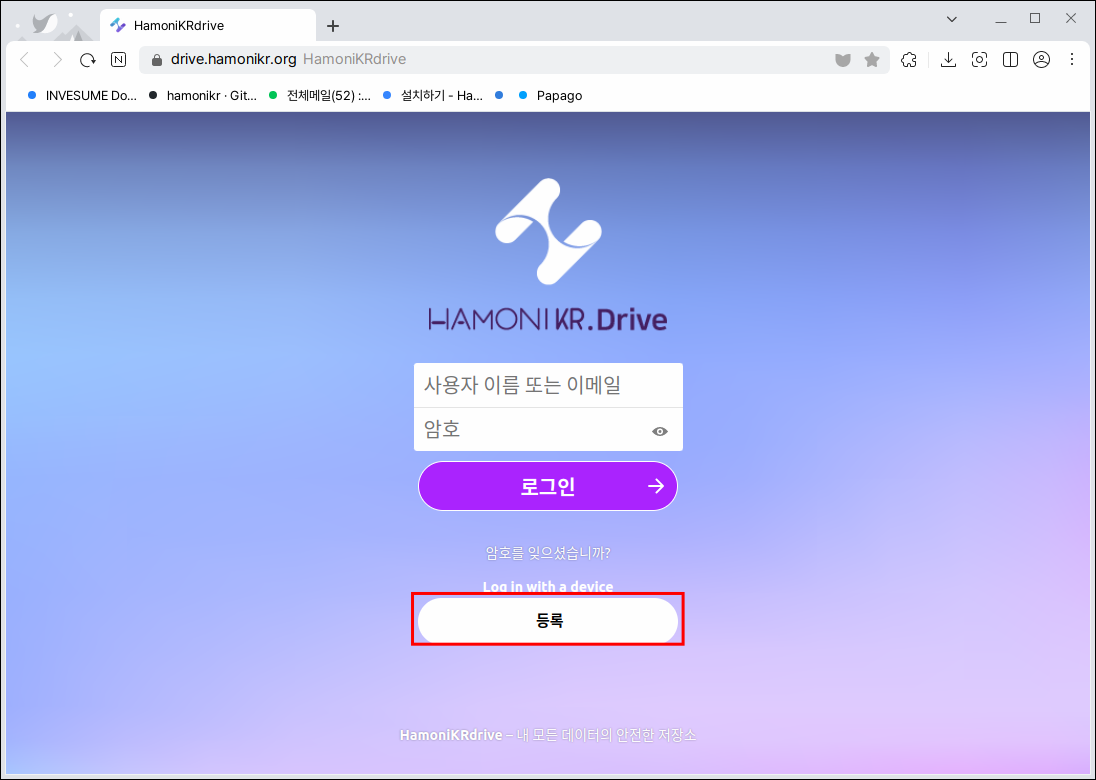 HamoniKRdrive
drive.hamonikr.org HamoniKRdrive
INVESUME Do... hamonikr · Git... 전체메일(52) :... 설치하기 - Ha... Papago
HAMONIKR.Drive
사용자 이름 또는 이메일
암호
로그인
암호를 잊으셨습니까?
Log in with a device
등록
HamoniKRdrive – 내 모든 데이터의 안전한 저장소